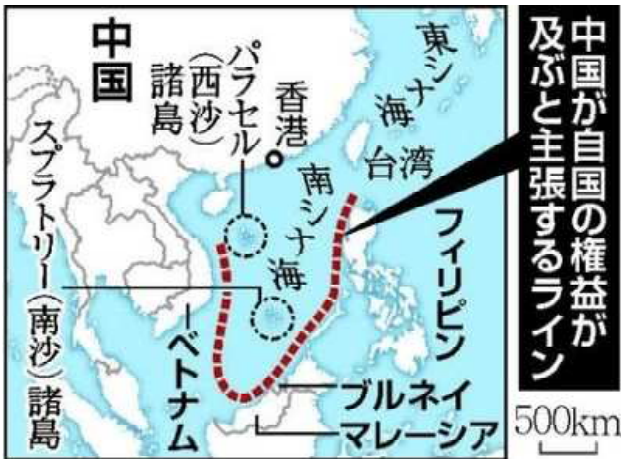 中国が自国の権益が
及ぶと主張するライン
東シナ海
台湾
香港
中国
パラセル
(西沙)
諸島
南シナ海
スプラトリー(南沙)諸島
フィリピン
ベトナム
ブルネイ
マレーシア
500km